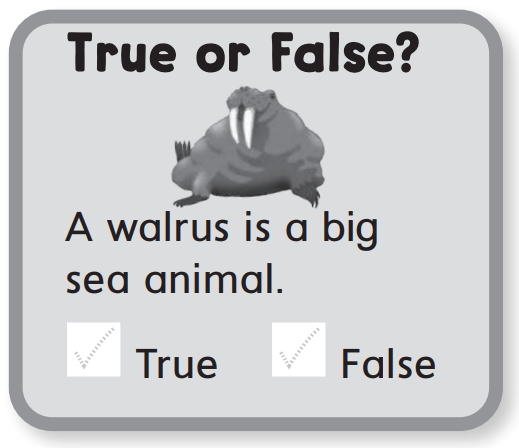 True or False?
A walrus is a big
sea animal.
True False